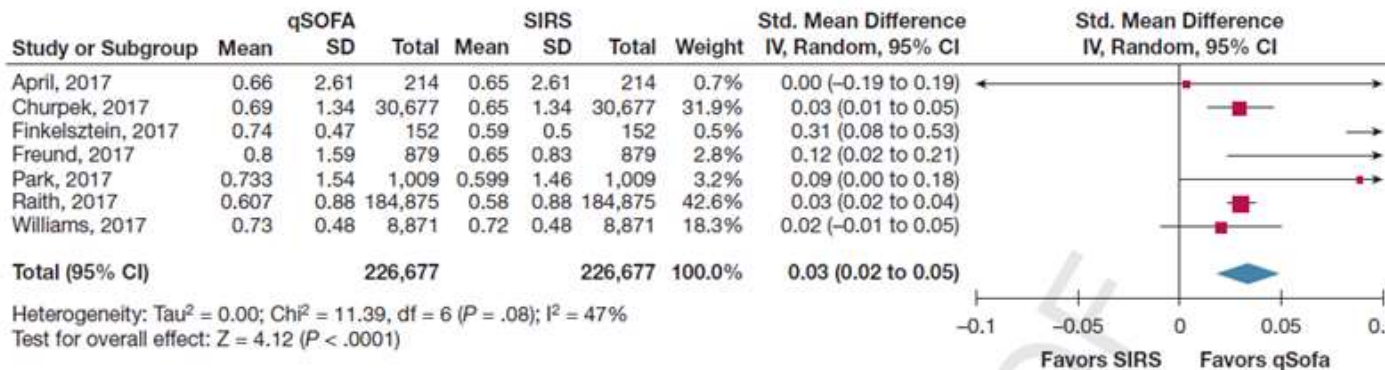 qSOFA SIRS Std. Mean Difference Std. Mean Difference
Study or Subgroup Mean SD Total Mean SD Total Weight IV, Random, 95% CI IV, Random, 95% CI
April, 2017 0.66 2.61 214 0.65 2.61 214 0.7% 0.00 (–0.19 to 0.19)
Churpek, 2017 0.69 1.34 30,677 0.65 1.34 30,677 31.9% 0.03 (0.01 to 0.05)
Finkelsztein, 2017 0.74 0.47 152 0.59 0.5 152 0.5% 0.31 (0.08 to 0.53)
Freund, 2017 0.8 1.59 879 0.65 0.83 879 2.8% 0.12 (0.02 to 0.21)
Park, 2017 0.733 1.54 1,009 0.599 1.46 1,009 3.2% 0.09 (0.00 to 0.18)
Raith, 2017 0.607 0.88 184,875 0.58 0.88 184,875 42.6% 0.03 (0.02 to 0.04)
Williams, 2017 0.73 0.48 8,871 0.72 0.48 8,871 18.3% 0.02 (–0.01 to 0.05)
Total (95% CI) 226,677 226,677 100.0% 0.03 (0.02 to 0.05)
Heterogeneity: Tau² = 0.00; Chi² = 11.39, df = 6 (P = .08); I² = 47%
Test for overall effect: Z = 4.12 (P < .0001)
–0.1 –0.05 0 0.05 0.
Favors SIRS Favors qSofa